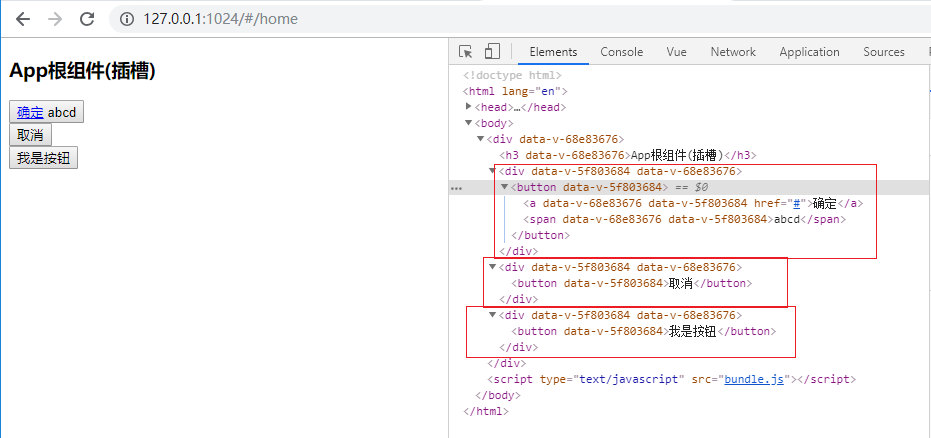 127.0.0.1:1024/#/home
App根组件(插槽)
确定 abcd
取消
我是按钮
Elements Console Vue Network Application Sources
<!doctype html>
<html lang="en">
<head>…</head>
<body>
<div data-v-68e83676>
<h3 data-v-68e83676>App根组件(插槽)</h3>
<div data-v-5f803684 data-v-68e83676>
… <button data-v-5f803684> == $0
<a data-v-68e83676 data-v-5f803684 href="#">确定</a>
<span data-v-68e83676 data-v-5f803684>abcd</span>
</button>
</div>
<div data-v-5f803684 data-v-68e83676>
<button data-v-5f803684>取消</button>
</div>
<div data-v-5f803684 data-v-68e83676>
<button data-v-5f803684>我是按钮</button>
</div>
</div>
<script type="text/javascript" src="bundle.js"></script>
</body>
</html>